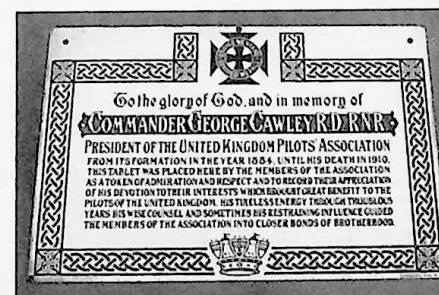 To the glory of God, and in memory of
COMMANDER GEORGE CAWLEY R.D. R.N.R.
PRESIDENT OF THE UNITED KINGDOM PILOTS' ASSOCIATION
FROM ITS FORMATION IN THE YEAR 1884, UNTIL HIS DEATH IN 1910.
THIS TABLET WAS PLACED HERE BY THE MEMBERS OF THE ASSOCIATION
AS A TOKEN OF ADMIRATION AND RESPECT AND TO RECORD THEIR APPRECIATION
OF HIS DEVOTION TO THEIR INTERESTS WHICH BROUGHT GREAT BENEFIT TO THE
PILOTS OF THE UNITED KINGDOM. HIS TIRELESS ENERGY THROUGH TROUBLOUS
YEARS HIS WISE COUNSEL AND SOMETIMES HIS RESTRAINING INFLUENCE GUIDED
THE MEMBERS OF THE ASSOCIATION INTO CLOSER BONDS OF BROTHERHOOD.